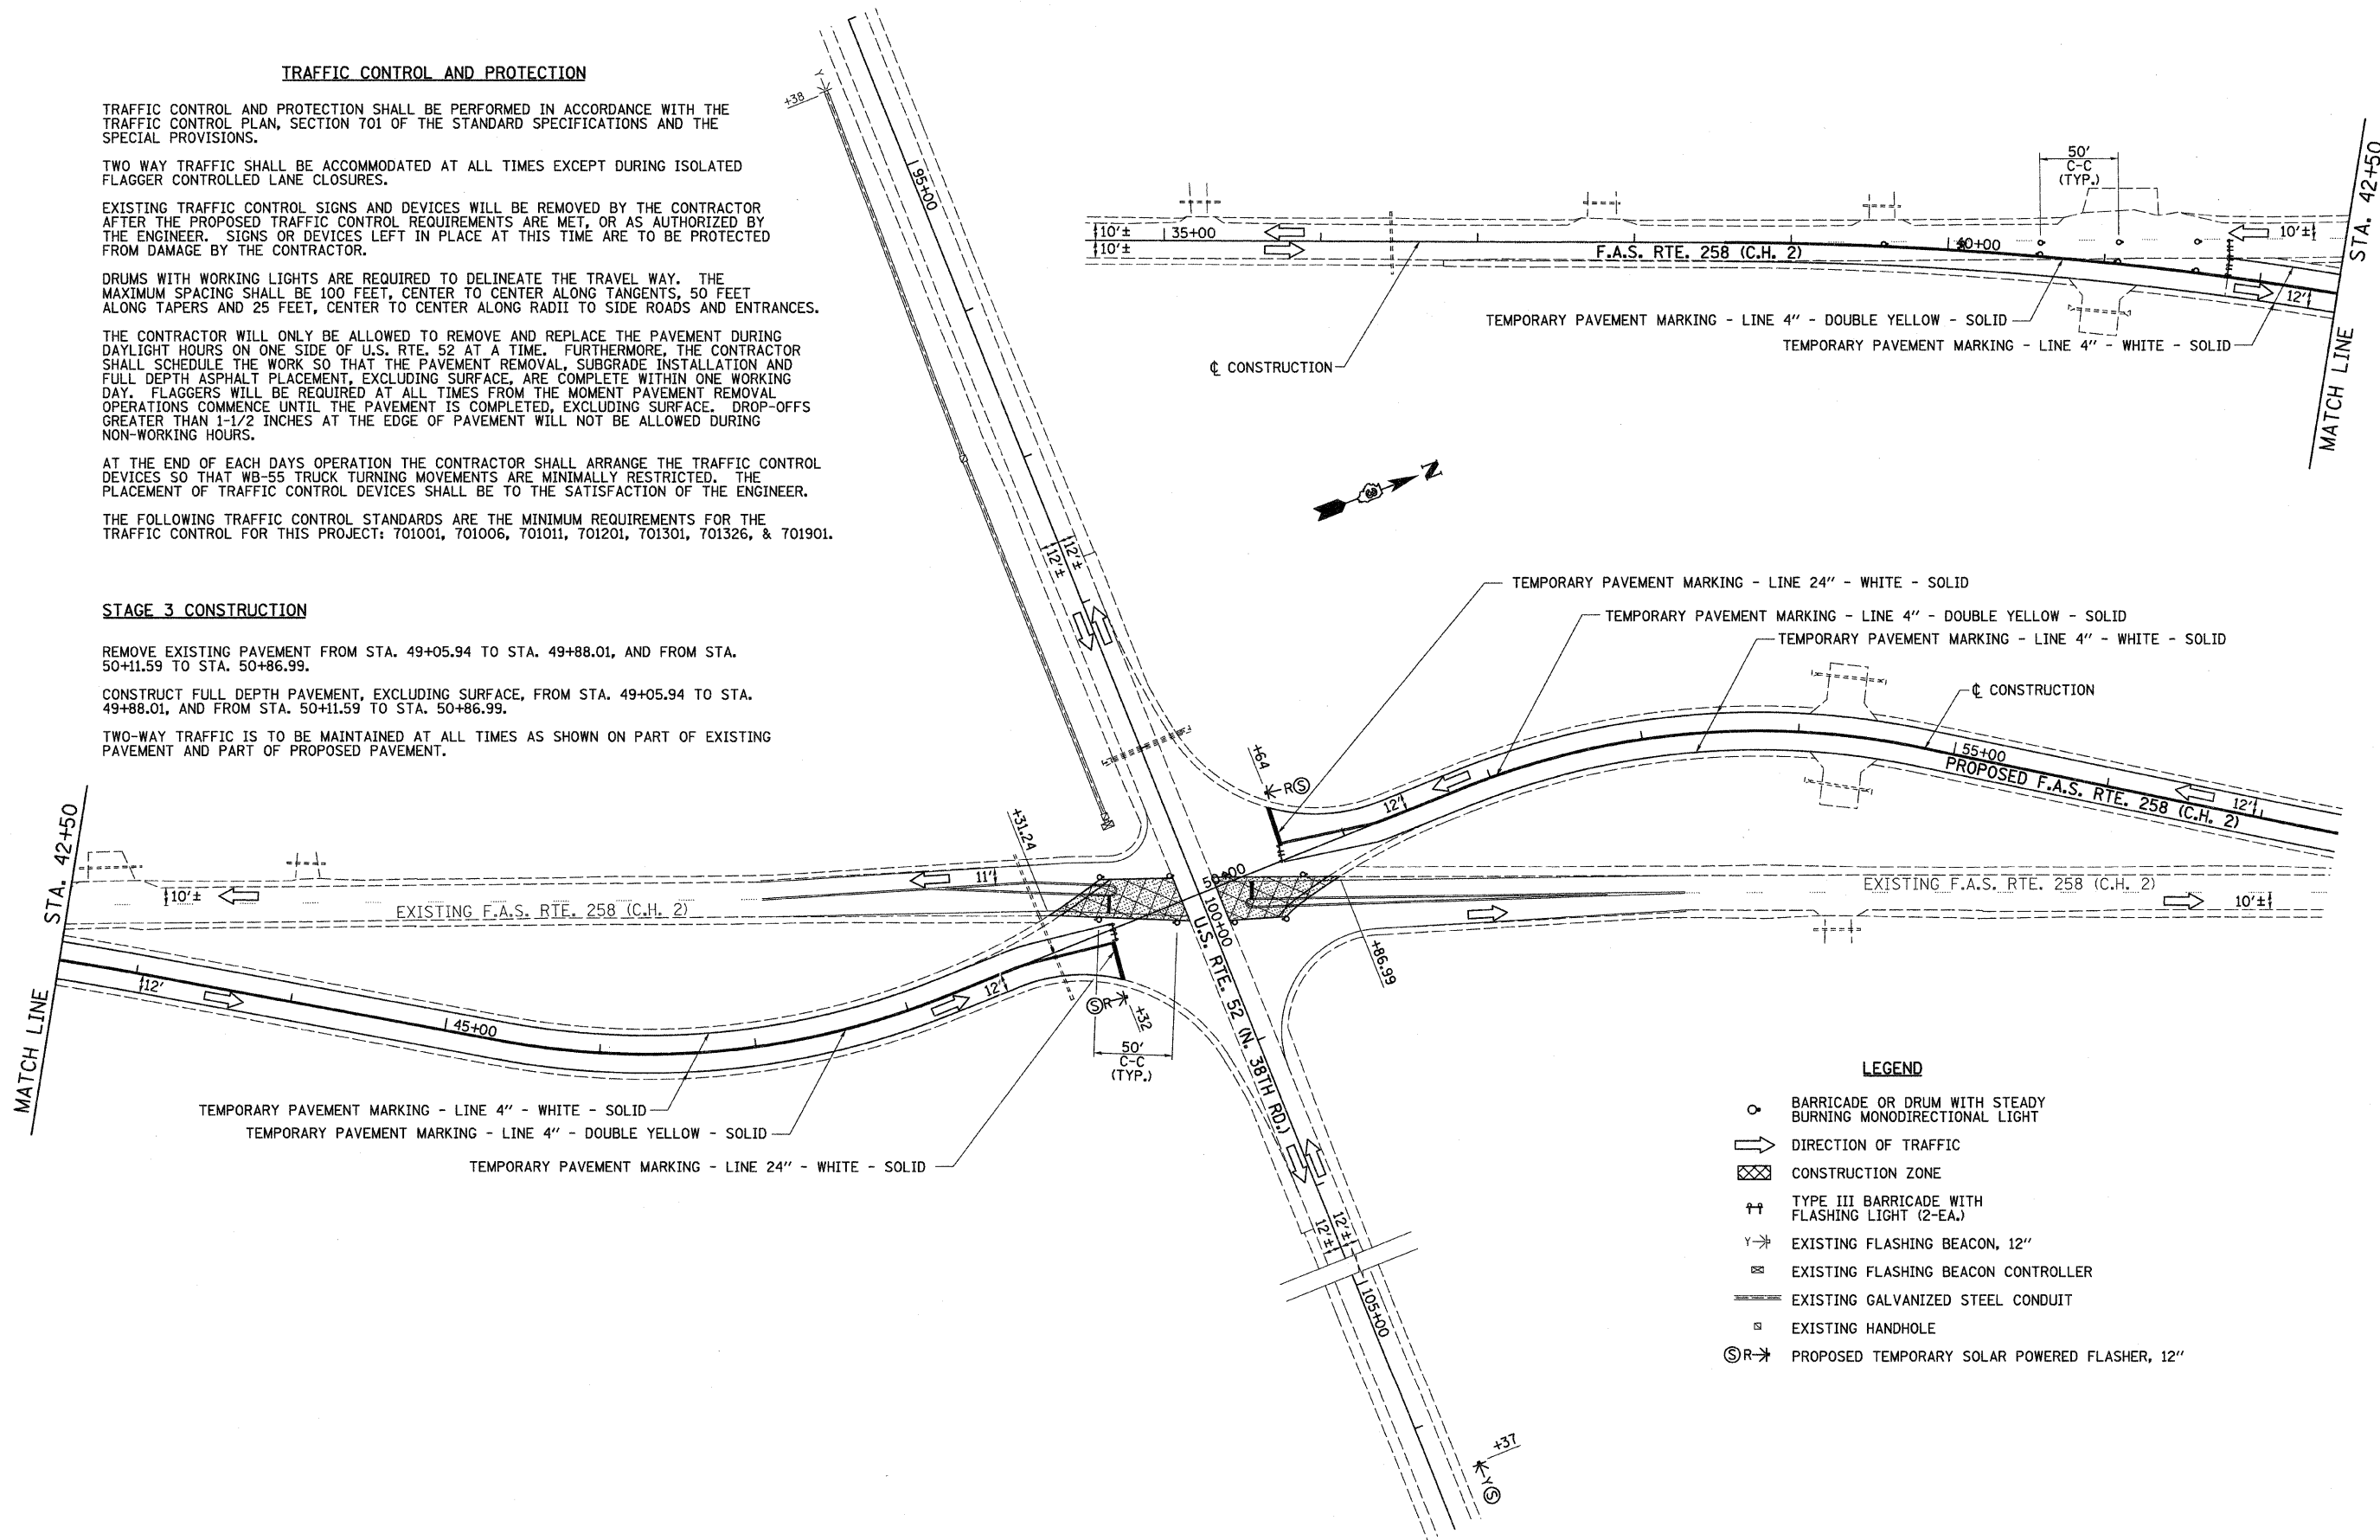 TRAFFIC CONTROL AND PROTECTION
TRAFFIC CONTROL AND PROTECTION SHALL BE PERFORMED IN ACCORDANCE WITH THE
TRAFFIC CONTROL PLAN, SECTION 701 OF THE STANDARD SPECIFICATIONS AND THE
SPECIAL PROVISIONS.
TWO WAY TRAFFIC SHALL BE ACCOMMODATED AT ALL TIMES EXCEPT DURING ISOLATED
FLAGGER CONTROLLED LANE CLOSURES.
EXISTING TRAFFIC CONTROL SIGNS AND DEVICES WILL BE REMOVED BY THE CONTRACTOR
AFTER THE PROPOSED TRAFFIC CONTROL REQUIREMENTS ARE MET, OR AS AUTHORIZED BY
THE ENGINEER. SIGNS OR DEVICES LEFT IN PLACE AT THIS TIME ARE TO BE PROTECTED
FROM DAMAGE BY THE CONTRACTOR.
DRUMS WITH WORKING LIGHTS ARE REQUIRED TO DELINEATE THE TRAVEL WAY. THE
MAXIMUM SPACING SHALL BE 100 FEET, CENTER TO CENTER ALONG TANGENTS, 50 FEET
ALONG TAPERS AND 25 FEET, CENTER TO CENTER ALONG RADII TO SIDE ROADS AND ENTRANCES.
THE CONTRACTOR WILL ONLY BE ALLOWED TO REMOVE AND REPLACE THE PAVEMENT DURING
DAYLIGHT HOURS ON ONE SIDE OF U.S. RTE. 52 AT A TIME. FURTHERMORE, THE CONTRACTOR
SHALL SCHEDULE THE WORK SO THAT THE PAVEMENT REMOVAL, SUBGRADE INSTALLATION AND
FULL DEPTH ASPHALT PLACEMENT, EXCLUDING SURFACE, ARE COMPLETE WITHIN ONE WORKING
DAY. FLAGGERS WILL BE REQUIRED AT ALL TIMES FROM THE MOMENT PAVEMENT REMOVAL
OPERATIONS COMMENCE UNTIL THE PAVEMENT IS COMPLETED, EXCLUDING SURFACE. DROP-OFFS
GREATER THAN 1-1/2 INCHES AT THE EDGE OF PAVEMENT WILL NOT BE ALLOWED DURING
NON-WORKING HOURS.
AT THE END OF EACH DAYS OPERATION THE CONTRACTOR SHALL ARRANGE THE TRAFFIC CONTROL
DEVICES SO THAT WB-55 TRUCK TURNING MOVEMENTS ARE MINIMALLY RESTRICTED. THE
PLACEMENT OF TRAFFIC CONTROL DEVICES SHALL BE TO THE SATISFACTION OF THE ENGINEER.
THE FOLLOWING TRAFFIC CONTROL STANDARDS ARE THE MINIMUM REQUIREMENTS FOR THE
TRAFFIC CONTROL FOR THIS PROJECT: 701001, 701006, 701011, 701201, 701301, 701326, & 701901.
STAGE 3 CONSTRUCTION
REMOVE EXISTING PAVEMENT FROM STA. 49+05.94 TO STA. 49+88.01, AND FROM STA.
50+11.59 TO STA. 50+86.99.
CONSTRUCT FULL DEPTH PAVEMENT, EXCLUDING SURFACE, FROM STA. 49+05.94 TO STA.
49+88.01, AND FROM STA. 50+11.59 TO STA. 50+86.99.
TWO-WAY TRAFFIC IS TO BE MAINTAINED AT ALL TIMES AS SHOWN ON PART OF EXISTING
PAVEMENT AND PART OF PROPOSED PAVEMENT.
Y
+38
95+00
12'±
12'±
50'
C-C
(TYP.)
10'±
10'±
35+00
40+00
F.A.S. RTE. 258 (C.H. 2)
10'±
12'
STA. 42+50
MATCH LINE
TEMPORARY PAVEMENT MARKING - LINE 4" - DOUBLE YELLOW - SOLID
TEMPORARY PAVEMENT MARKING - LINE 4" - WHITE - SOLID
℄ CONSTRUCTION
N
TEMPORARY PAVEMENT MARKING - LINE 24" - WHITE - SOLID
TEMPORARY PAVEMENT MARKING - LINE 4" - DOUBLE YELLOW - SOLID
TEMPORARY PAVEMENT MARKING - LINE 4" - WHITE - SOLID
℄ CONSTRUCTION
+64
R S
12'
55+00
PROPOSED F.A.S. RTE. 258 (C.H. 2)
12'
STA. 42+50
MATCH LINE
10'±
EXISTING F.A.S. RTE. 258 (C.H. 2)
11'
+31.24
50+00
100+00
U.S. RTE. 52 (N. 38TH RD.)
+86.99
EXISTING F.A.S. RTE. 258 (C.H. 2)
10'±
12'
45+00
12'
S R
+32
50'
C-C
(TYP.)
TEMPORARY PAVEMENT MARKING - LINE 4" - WHITE - SOLID
TEMPORARY PAVEMENT MARKING - LINE 4" - DOUBLE YELLOW - SOLID
TEMPORARY PAVEMENT MARKING - LINE 24" - WHITE - SOLID
12'±
12'±
105+00
+37
Y S
LEGEND
BARRICADE OR DRUM WITH STEADY
BURNING MONODIRECTIONAL LIGHT
DIRECTION OF TRAFFIC
CONSTRUCTION ZONE
TYPE III BARRICADE WITH
FLASHING LIGHT (2-EA.)
Y EXISTING FLASHING BEACON, 12"
EXISTING FLASHING BEACON CONTROLLER
EXISTING GALVANIZED STEEL CONDUIT
EXISTING HANDHOLE
S R PROPOSED TEMPORARY SOLAR POWERED FLASHER, 12"